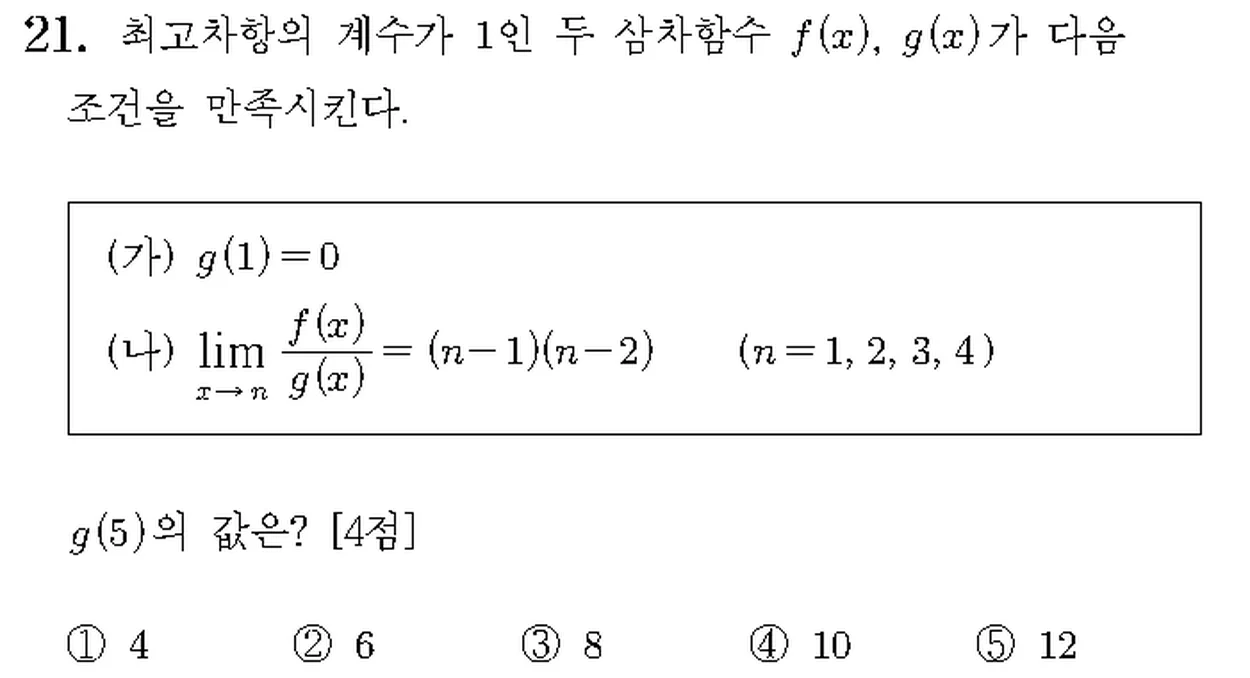 21. 최고차항의 계수가 1인 두 삼차함수 f(x), g(x)가 다음
조건을 만족시킨다.
(가) g(1)=0
(나) lim_{x→n} f(x)/g(x) = (n-1)(n-2) (n=1, 2, 3, 4)
g(5)의 값은? [4점]
① 4 ② 6 ③ 8 ④ 10 ⑤ 12